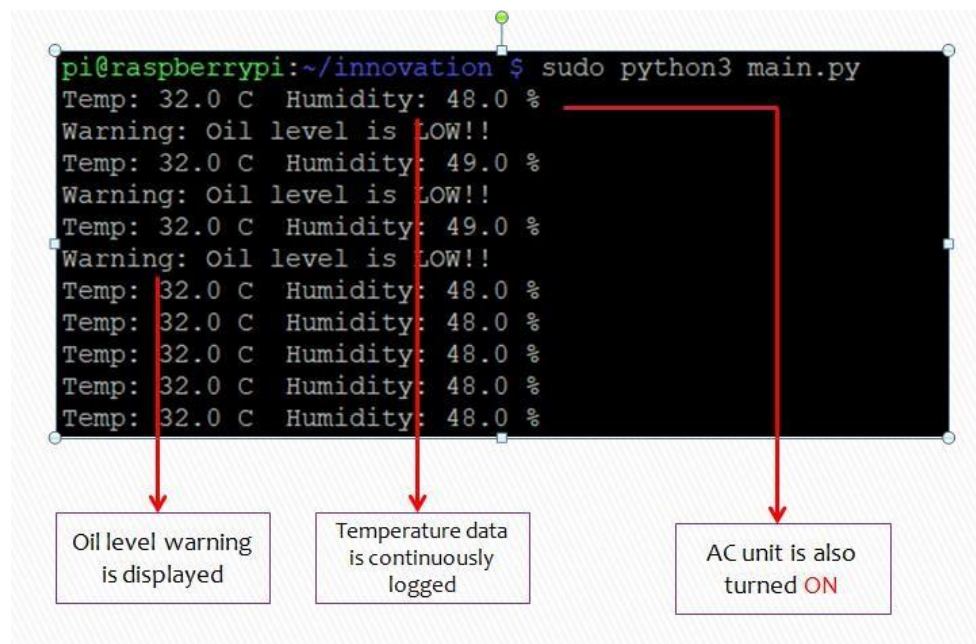 pi@raspberrypi:~/innovation $ sudo python3 main.py
Temp: 32.0 C  Humidity: 48.0 %
Warning: Oil level is LOW!!
Temp: 32.0 C  Humidity: 49.0 %
Warning: Oil level is LOW!!
Temp: 32.0 C  Humidity: 49.0 %
Warning: Oil level is LOW!!
Temp: 32.0 C  Humidity: 48.0 %
Temp: 32.0 C  Humidity: 48.0 %
Temp: 32.0 C  Humidity: 48.0 %
Temp: 32.0 C  Humidity: 48.0 %
Temp: 32.0 C  Humidity: 48.0 %
Oil level warning
is displayed
Temperature data
is continuously
logged
AC unit is also
turned ON